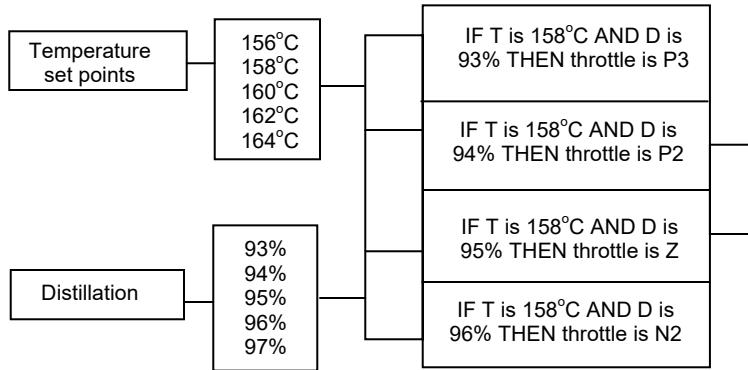 Temperature
set points
156°C
158°C
160°C
162°C
164°C
IF T is 158°C AND D is
93% THEN throttle is P3
IF T is 158°C AND D is
94% THEN throttle is P2
IF T is 158°C AND D is
95% THEN throttle is Z
IF T is 158°C AND D is
96% THEN throttle is N2
Distillation
93%
94%
95%
96%
97%